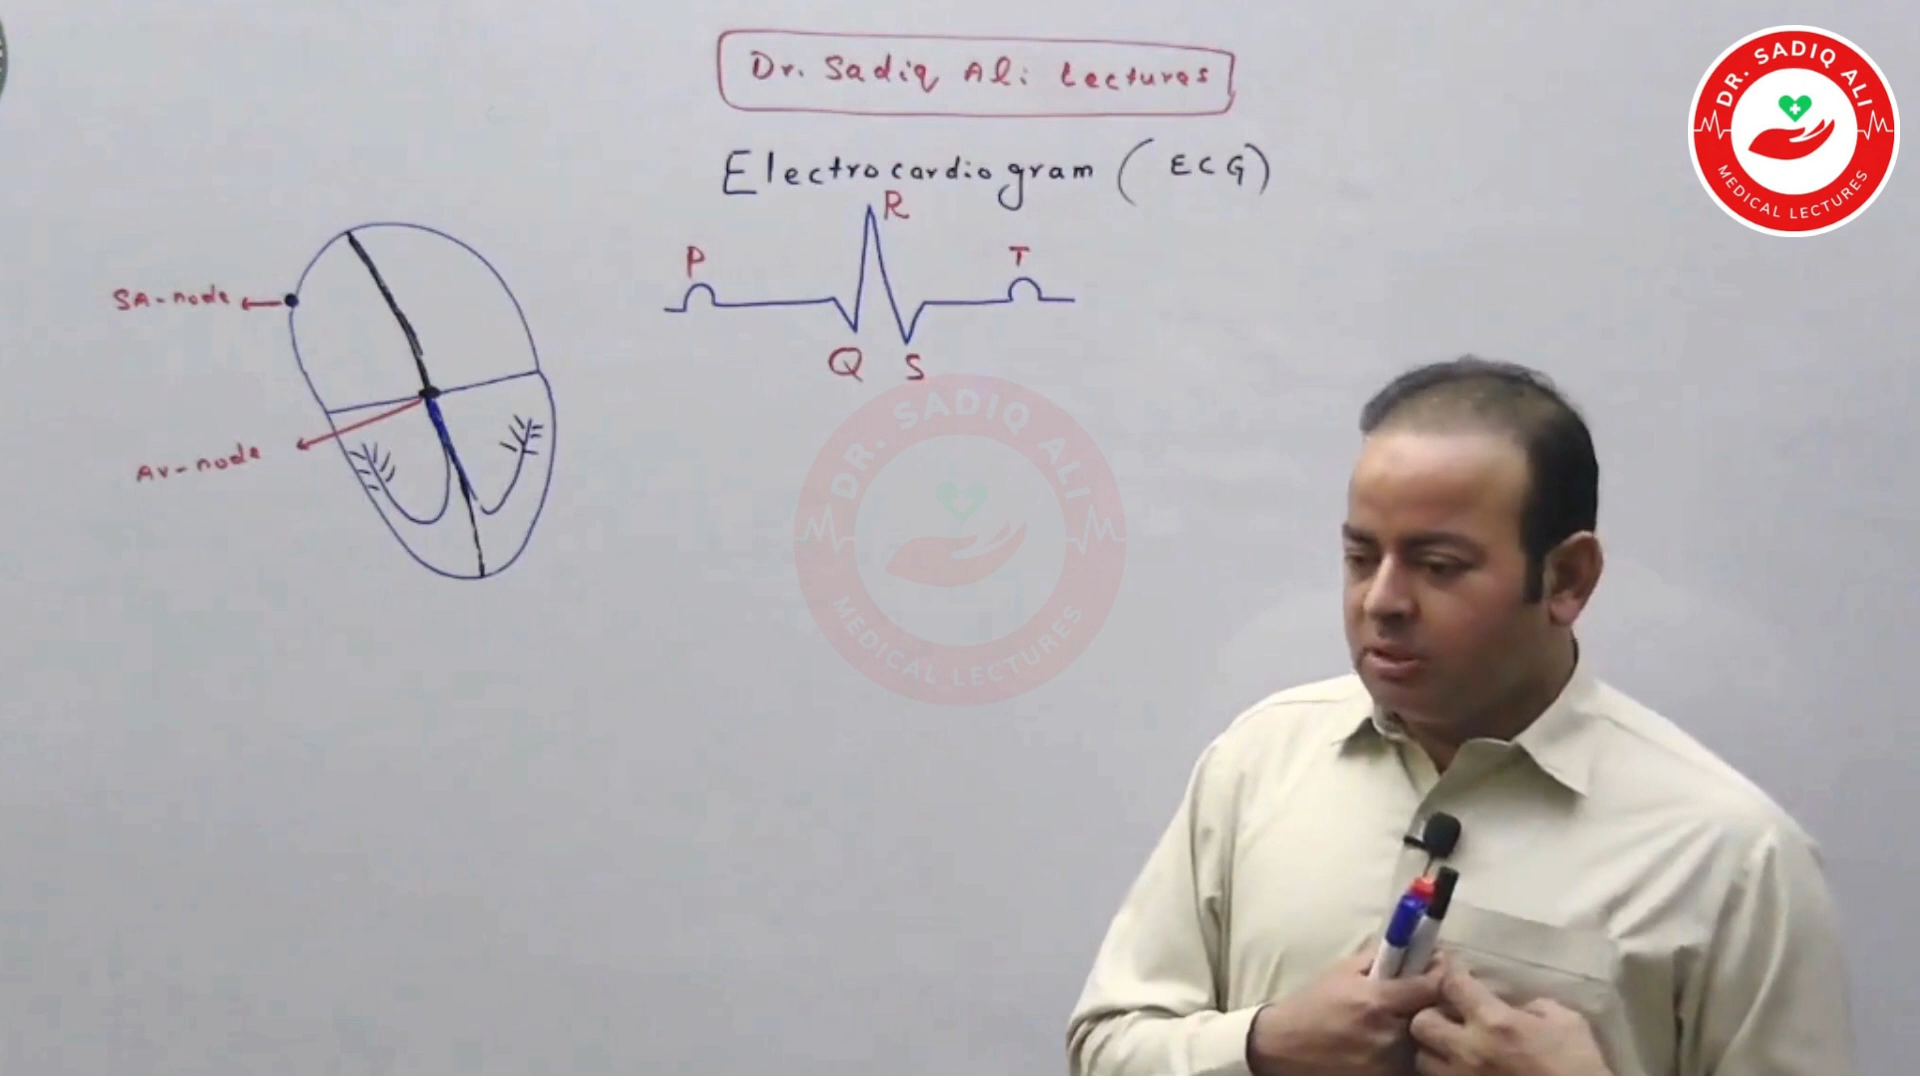 Dr. Sadiq Ali Lectures
DR. SADIQ ALI
MEDICAL LECTURES
Electrocardiogram (ECG)
R
P
T
SA-node
Q S
DR. SADIQ ALI
MEDICAL LECTURES
AV-node